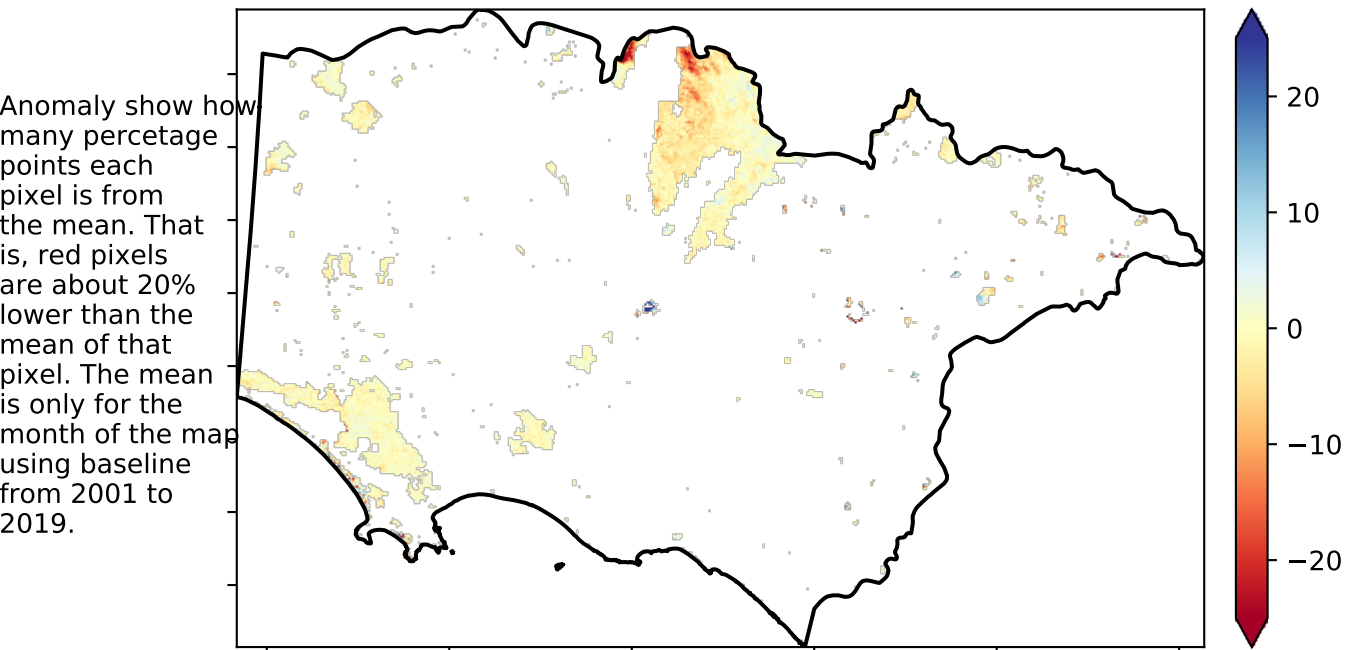 Anomaly show how
many percetage
points each
pixel is from
the mean. That
is, red pixels
are about 20%
lower than the
mean of that
pixel. The mean
is only for the
month of the map
using baseline
from 2001 to
2019.
20
10
0
−10
−20